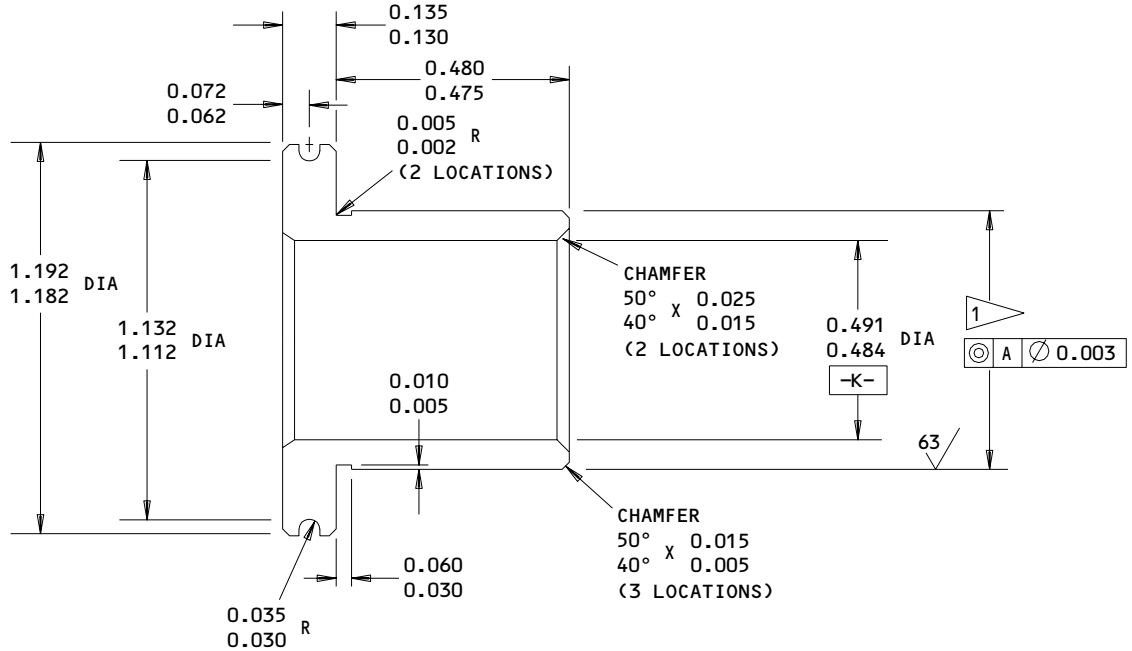 0.135
0.130
0.480
0.475
0.072
0.062
0.005
0.002 R
(2 LOCATIONS)
1.192
1.182 DIA
1.132
1.112 DIA
CHAMFER
50° X 0.025
40° 0.015
(2 LOCATIONS)
0.491
0.484 DIA
-K-
1
◎ A ∅ 0.003
0.010
0.005
63
CHAMFER
50° X 0.015
40° 0.005
(3 LOCATIONS)
0.060
0.030
0.035
0.030 R